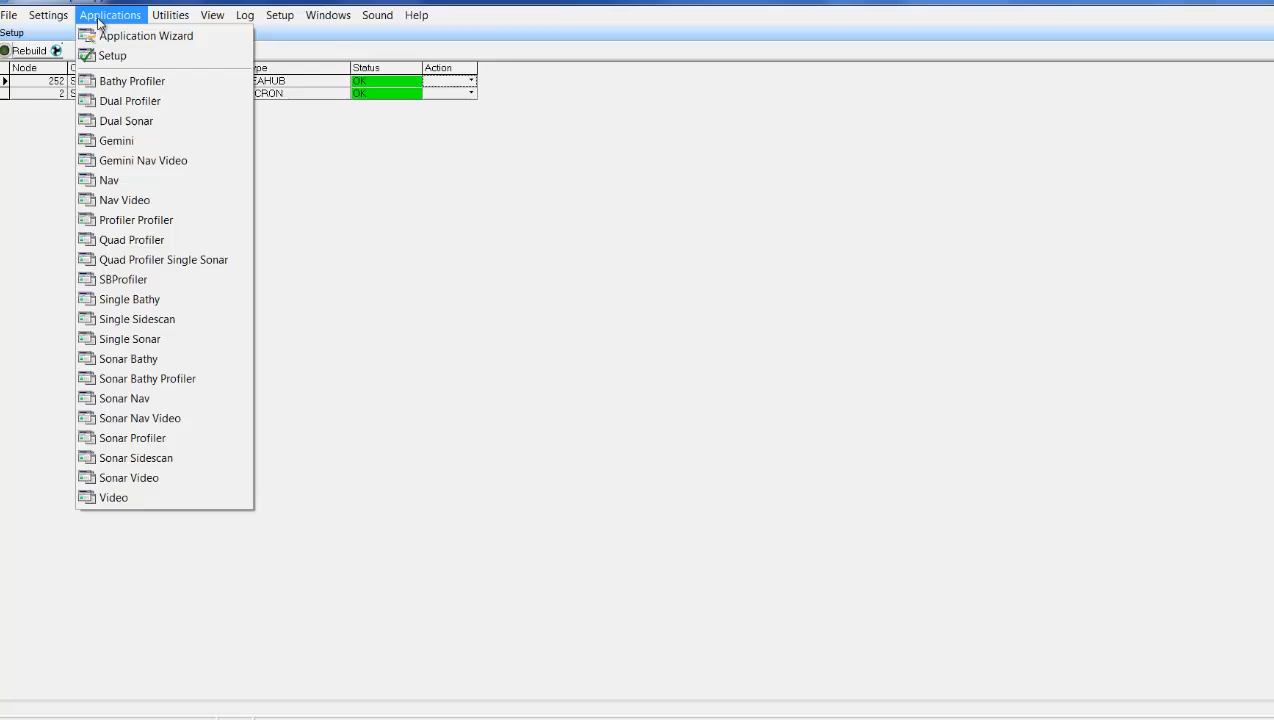 File Settings Applications Utilities View Log Setup Windows Sound Help
Setup
Rebuild
Node Status Action
252 OK
2 OK
Application Wizard
Setup
Bathy Profiler
Dual Profiler
Dual Sonar
Gemini
Gemini Nav Video
Nav
Nav Video
Profiler Profiler
Quad Profiler
Quad Profiler Single Sonar
SBProfiler
Single Bathy
Single Sidescan
Single Sonar
Sonar Bathy
Sonar Bathy Profiler
Sonar Nav
Sonar Nav Video
Sonar Profiler
Sonar Sidescan
Sonar Video
Video